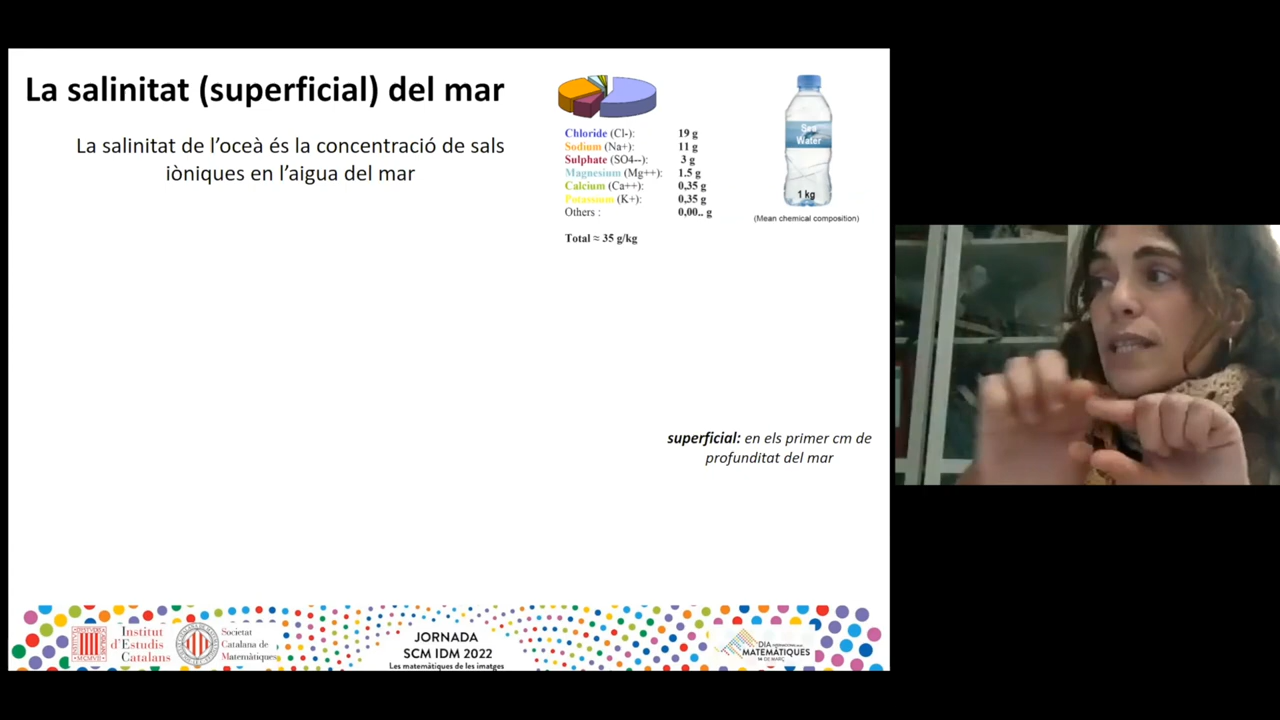 La salinitat (superficial) del mar
La salinitat de l'oceà és la concentració de sals
iòniques en l'aigua del mar
Chloride (Cl-): 19 g
Sodium (Na+): 11 g
Sulphate (SO4--): 3 g
Magnesium (Mg++): 1.5 g
Calcium (Ca++): 0,35 g
Potassium (K+): 0,35 g
Others : 0,00.. g
Total ≈ 35 g/kg
Sea
Water
1 kg
(Mean chemical composition)
superficial: en els primer cm de
profunditat del mar
Institut
d'Estudis
Catalans
Societat
Catalana de
Matemàtiques
JORNADA
SCM IDM 2022
Les matemàtiques de les imatges
DIA
MATEMÀTIQUES
14 DE MARÇ